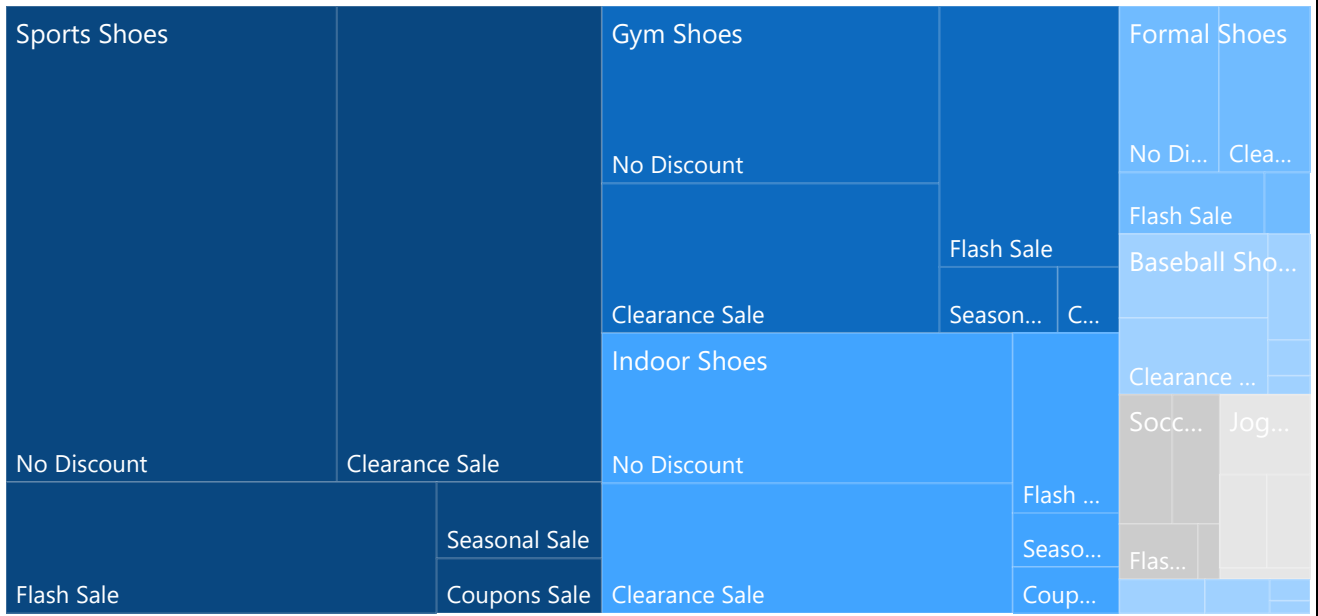 Sports Shoes
No Discount
Clearance Sale
Flash Sale
Seasonal Sale
Coupons Sale
Gym Shoes
No Discount
Clearance Sale
Flash Sale
Season...
C...
Indoor Shoes
No Discount
Clearance Sale
Flash ...
Seaso...
Coup...
Formal Shoes
No Di...
Clea...
Flash Sale
Baseball Sho...
Clearance ...
Socc...
Flas...
Jog...